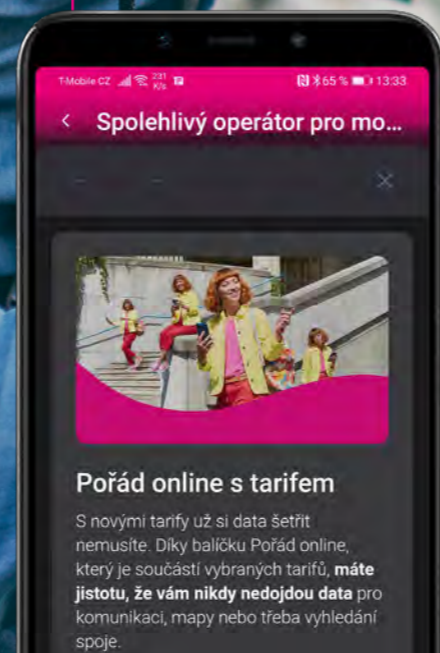 T-Mobile CZ 231 K/s 65 % 13:33
Spolehlivý operátor pro mo...
Pořád online s tarifem
S novými tarify už si data šetřit
nemusíte. Díky balíčku Pořád online,
který je součástí vybraných tarifů, máte
jistotu, že vám nikdy nedojdou data pro
komunikaci, mapy nebo třeba vyhledání
spoje.